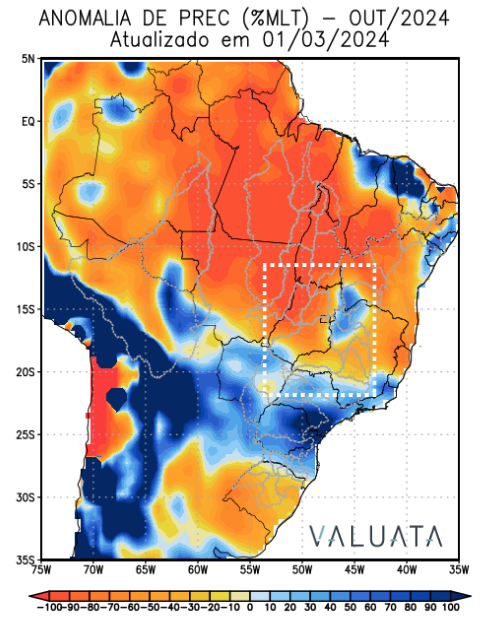 ANOMALIA DE PREC (%MLT) – OUT/2024
Atualizado em 01/03/2024
5N
EQ
5S
10S
15S
20S
25S
30S
35S
VALUATA
75W 70W 65W 60W 55W 50W 45W 40W 35W
-100-90-80-70-60-50-40-30-20-10 0 10 20 30 40 50 60 70 80 90 100